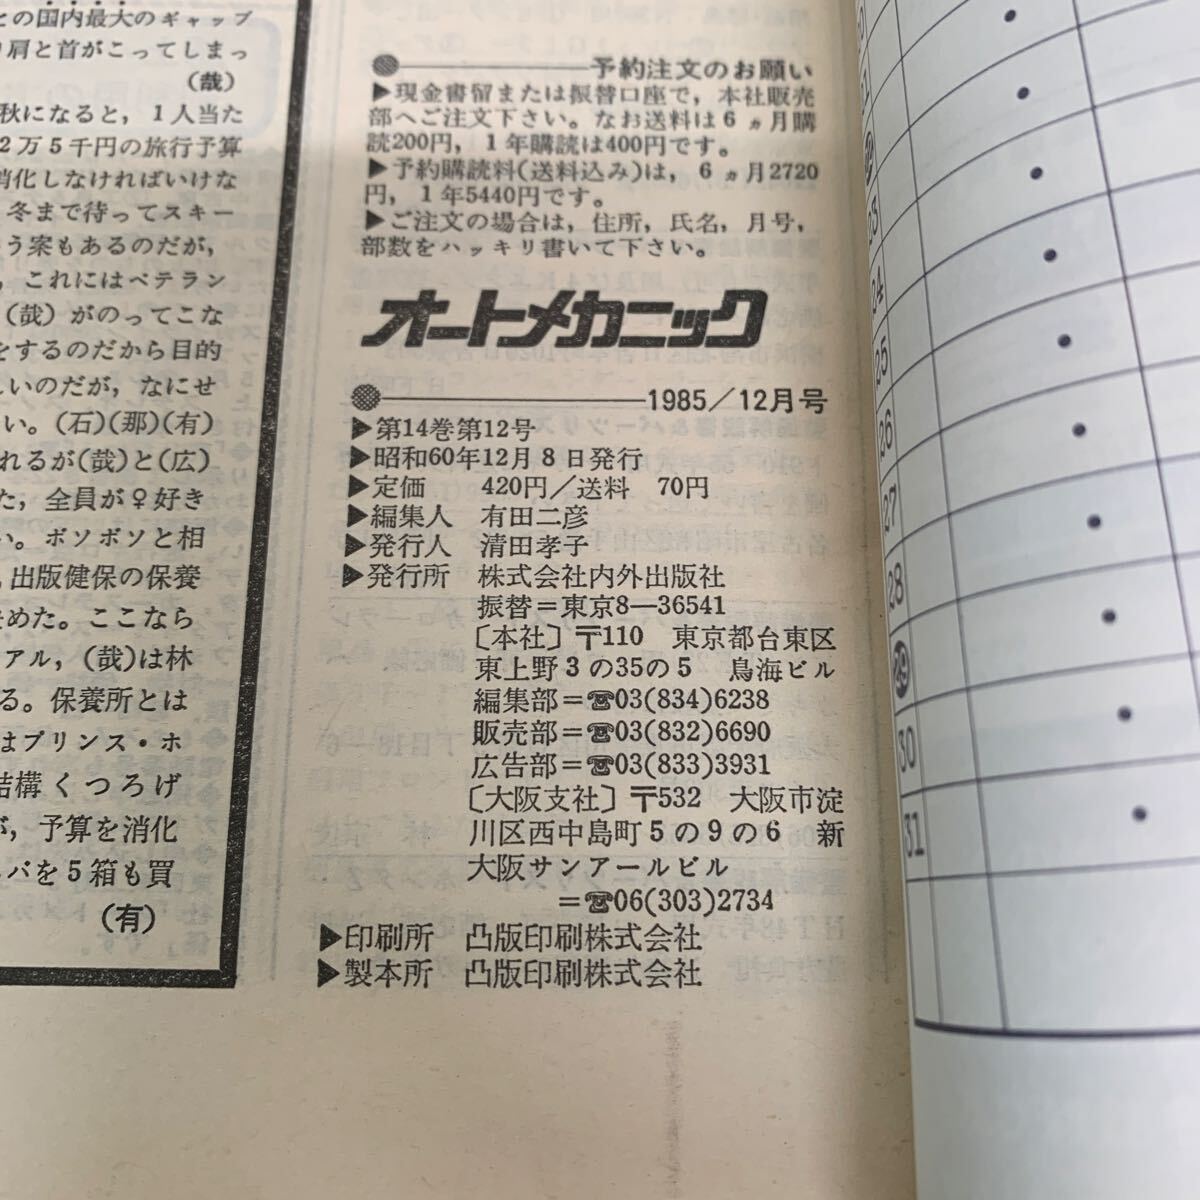 との国内最大のギャップ
り肩と首がこってしまっ
(哉)
秋になると，1人当た
2万5千円の旅行予算
消化しなければいけな
冬まで待ってスキー
う案もあるのだが，
，これにはベテラン
(哉)がのってこな
をするのだから目的
いのだが，なにせ
い。(石)(那)(有)
れるが(哉)と(広)
た，全員が♀好き
い。ボソボソと相
，出版健保の保養
めた。ここなら
アル，(哉)は林
る。保養所とは
はプリンス・ホ
結構くつろげ
が，予算を消化
バを5箱も買
(有)
予約注文のお願い
▶現金書留または振替口座で，本社販売
部へご注文下さい。なお送料は6ヵ月購
読200円，1年購読は400円です。
▶予約購読料(送料込み)は，6ヵ月2720
円，1年5440円です。
▶ご注文の場合は，住所，氏名，月号，
部数をハッキリ書いて下さい。
オートメカニック
1985／12月号
▶第14巻第12号
▶昭和60年12月8日発行
▶定価　420円／送料　70円
▶編集人　有田二彦
▶発行人　清田孝子
▶発行所　株式会社内外出版社
振替＝東京8―36541
〔本社〕〒110　東京都台東区
東上野3の35の5　鳥海ビル
編集部＝☎03(834)6238
販売部＝☎03(832)6690
広告部＝☎03(833)3931
〔大阪支社〕〒532　大阪市淀
川区西中島町5の9の6　新
大阪サンアールビル
＝☎06(303)2734
▶印刷所　凸版印刷株式会社
▶製本所　凸版印刷株式会社
23
24
25
26
27
28
29
30
31